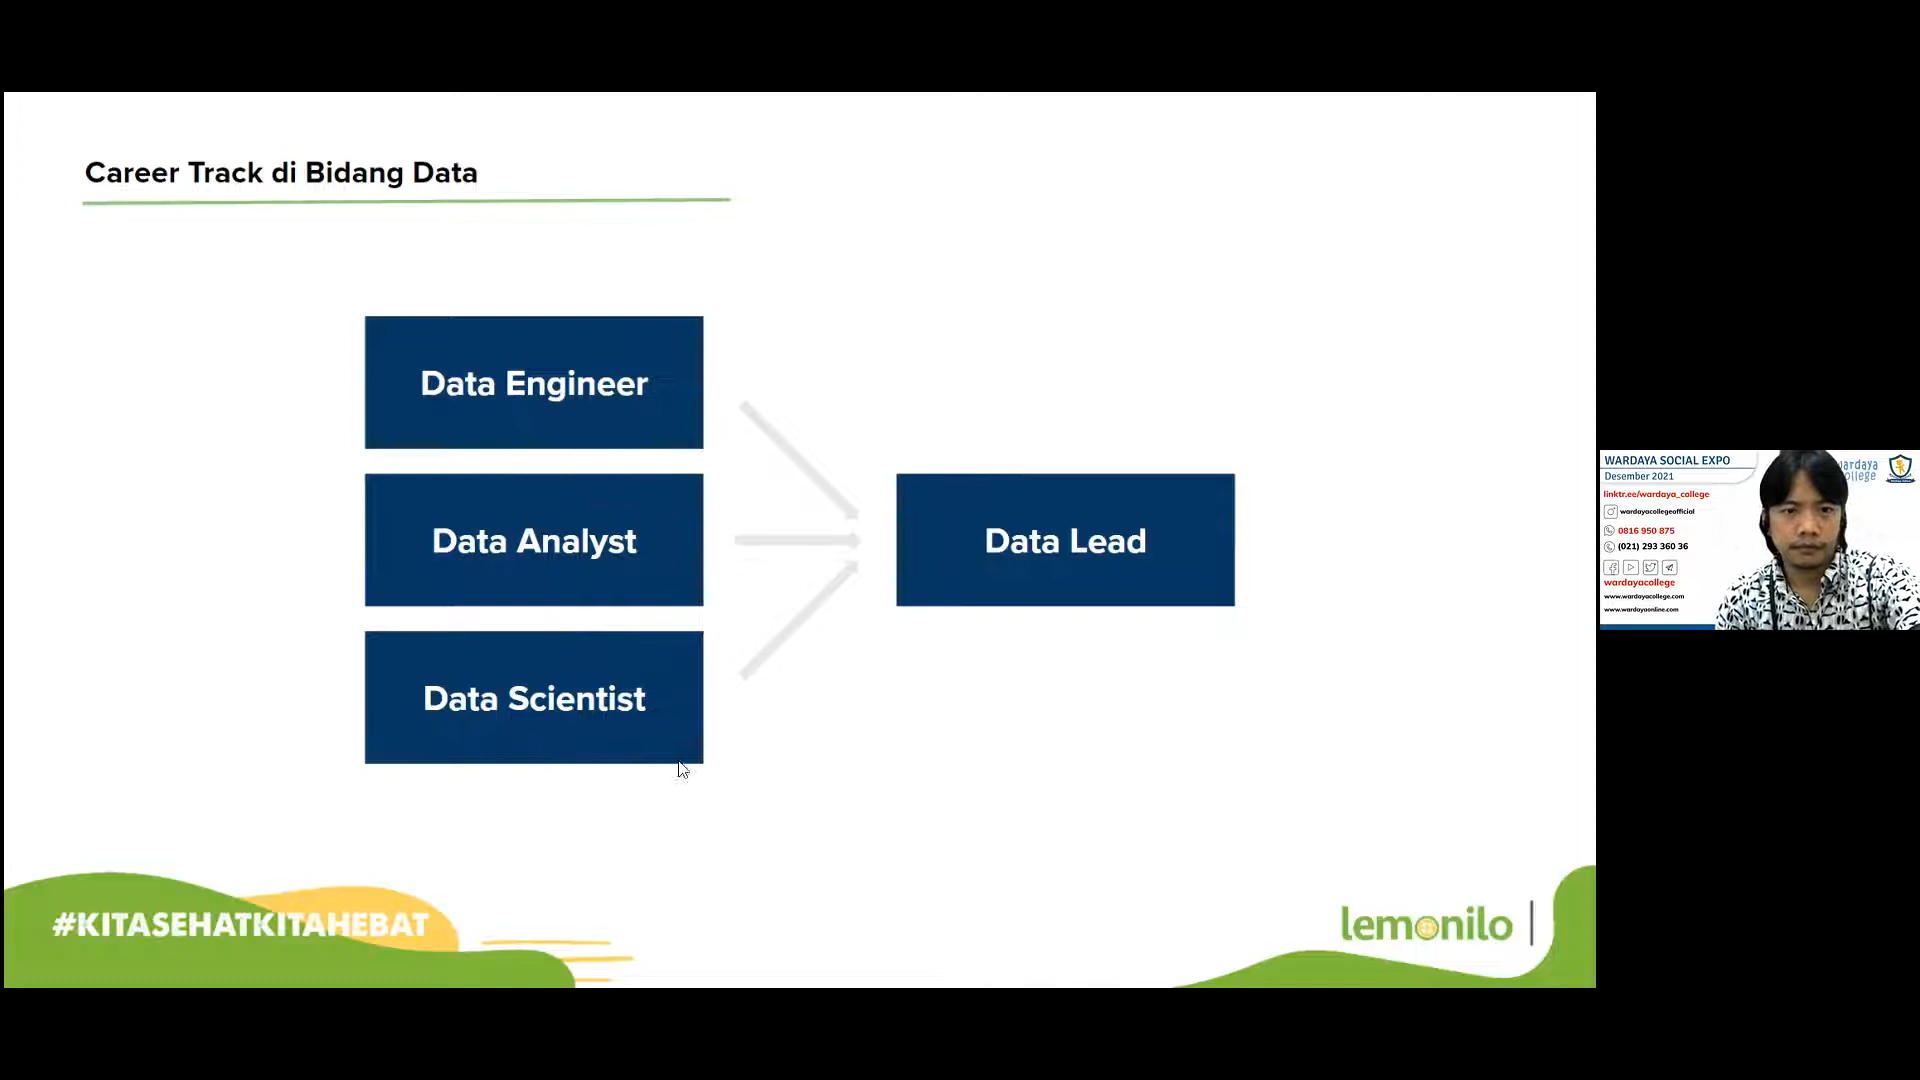 Career Track di Bidang Data
Data Engineer
Data Analyst
Data Scientist
Data Lead
#KITASEHATKITAHEBAT
lemonilo
WARDAYA SOCIAL EXPO
Desember 2021
linktr.ee/wardaya_college
wardayacollegeofficial
0816 950 875
(021) 293 360 36
wardayacollege
www.wardayacollege.com
www.wardayaonline.com